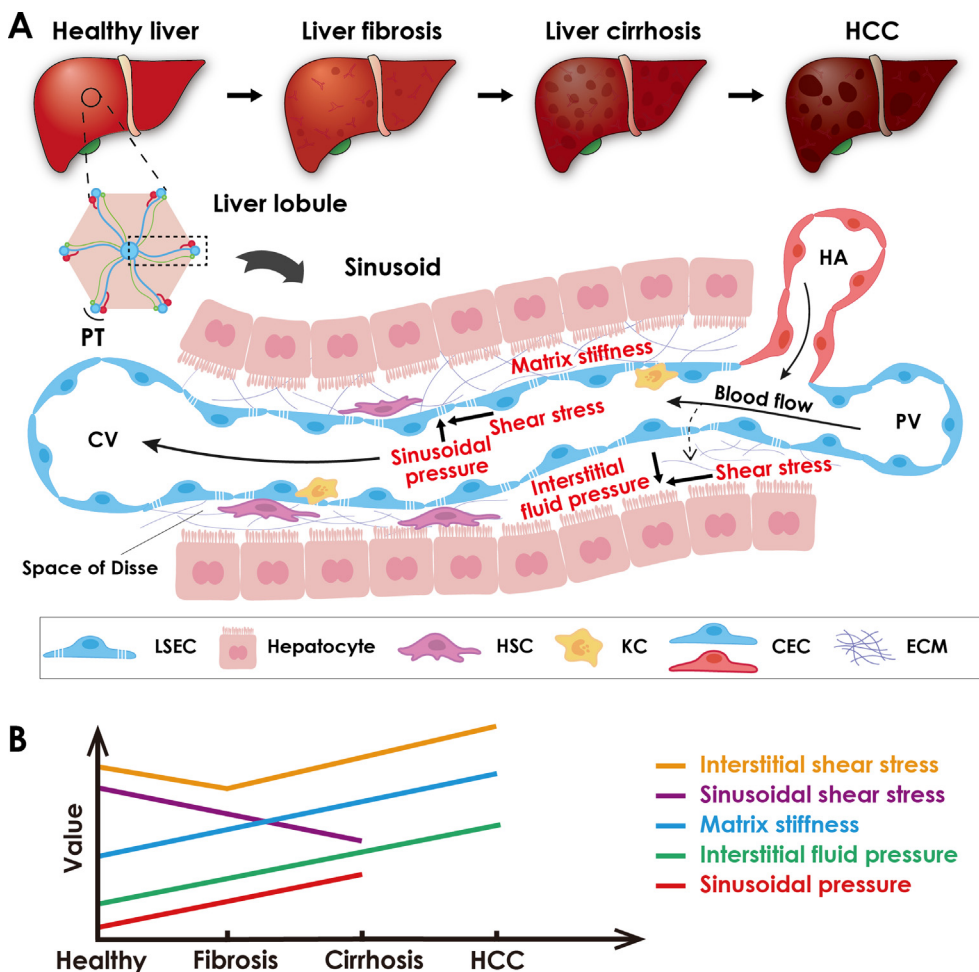 A
Healthy liver
Liver fibrosis
Liver cirrhosis
HCC
Liver lobule
PT
Sinusoid
HA
Matrix stiffness
Blood flow
PV
CV
Shear stress
Sinusoidal
pressure
Interstitial
fluid pressure
Shear stress
Space of Disse
LSEC
Hepatocyte
HSC
KC
CEC
ECM
B
Value
Interstitial shear stress
Sinusoidal shear stress
Matrix stiffness
Interstitial fluid pressure
Sinusoidal pressure
Healthy
Fibrosis
Cirrhosis
HCC